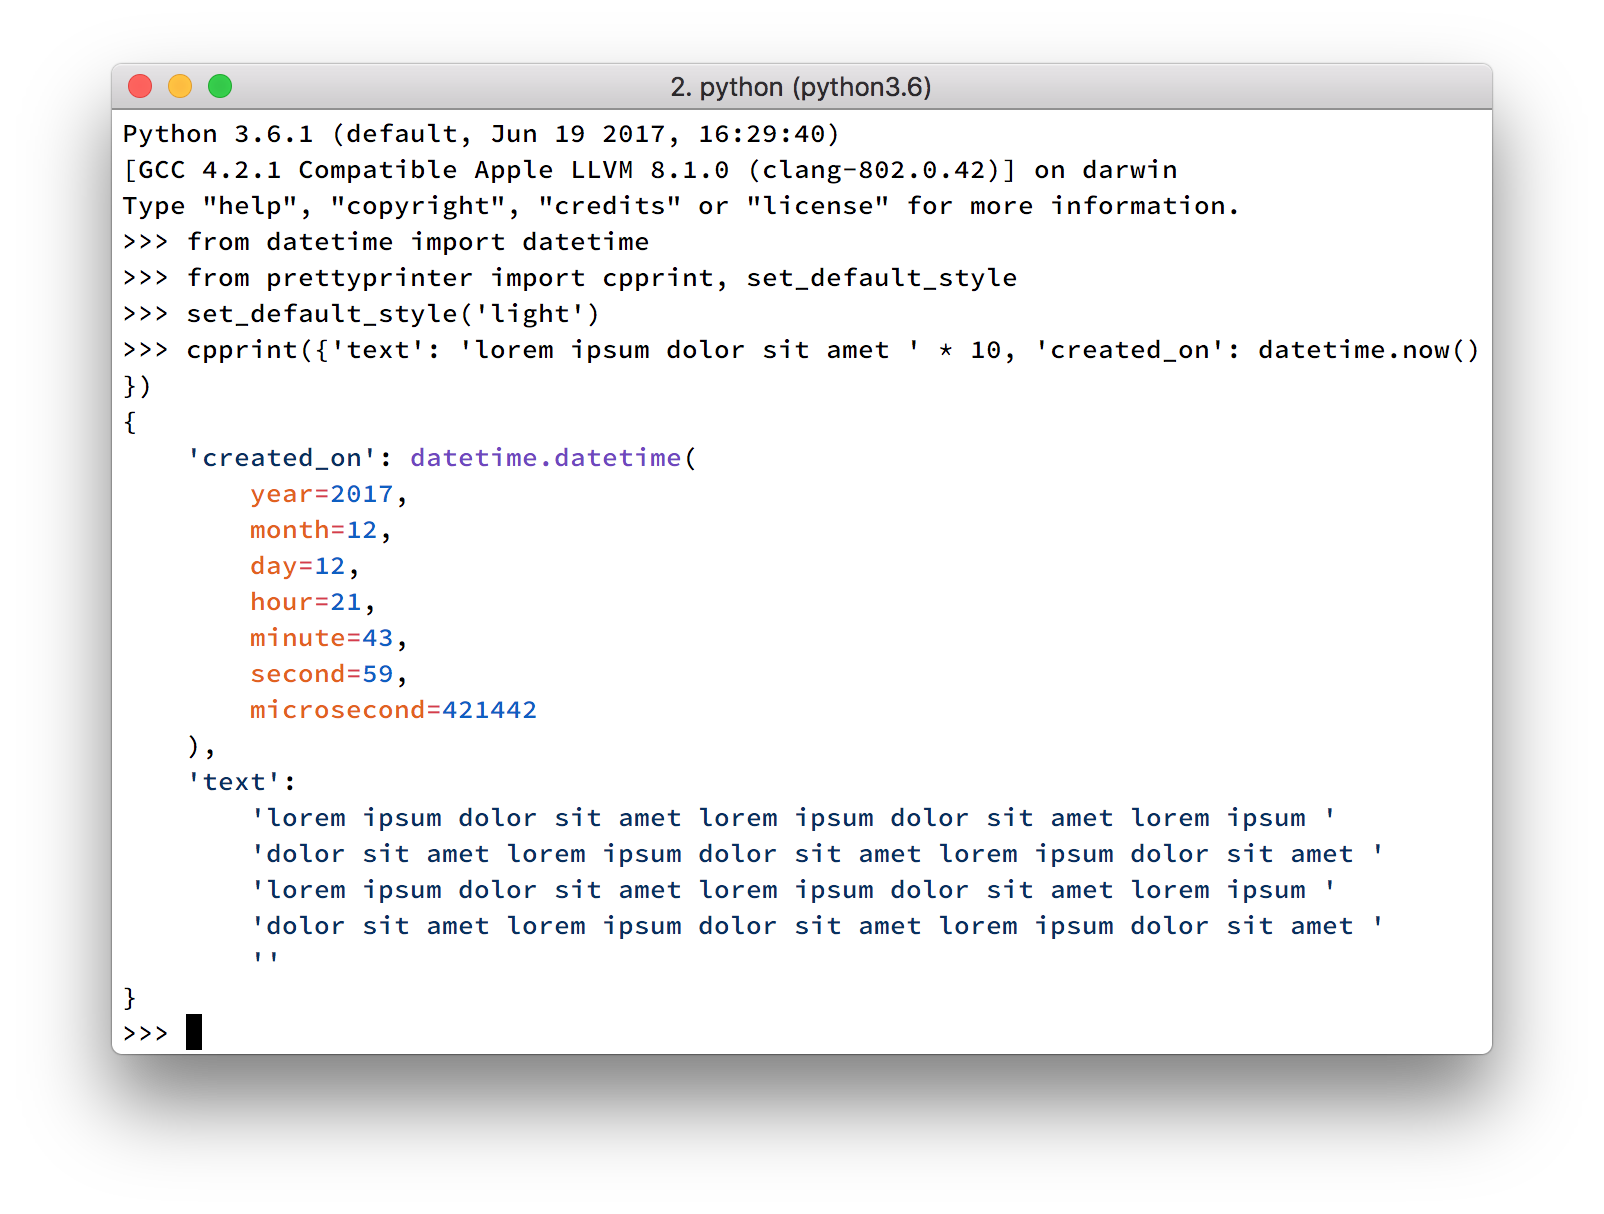 2. python (python3.6)
Python 3.6.1 (default, Jun 19 2017, 16:29:40)
[GCC 4.2.1 Compatible Apple LLVM 8.1.0 (clang-802.0.42)] on darwin
Type "help", "copyright", "credits" or "license" for more information.
>>> from datetime import datetime
>>> from prettyprinter import cpprint, set_default_style
>>> set_default_style('light')
>>> cpprint({'text': 'lorem ipsum dolor sit amet ' * 10, 'created_on': datetime.now()
})
{
    'created_on': datetime.datetime(
        year=2017,
        month=12,
        day=12,
        hour=21,
        minute=43,
        second=59,
        microsecond=421442
    ),
    'text':
        'lorem ipsum dolor sit amet lorem ipsum dolor sit amet lorem ipsum '
        'dolor sit amet lorem ipsum dolor sit amet lorem ipsum dolor sit amet '
        'lorem ipsum dolor sit amet lorem ipsum dolor sit amet lorem ipsum '
        'dolor sit amet lorem ipsum dolor sit amet lorem ipsum dolor sit amet '
        ''
}
>>>